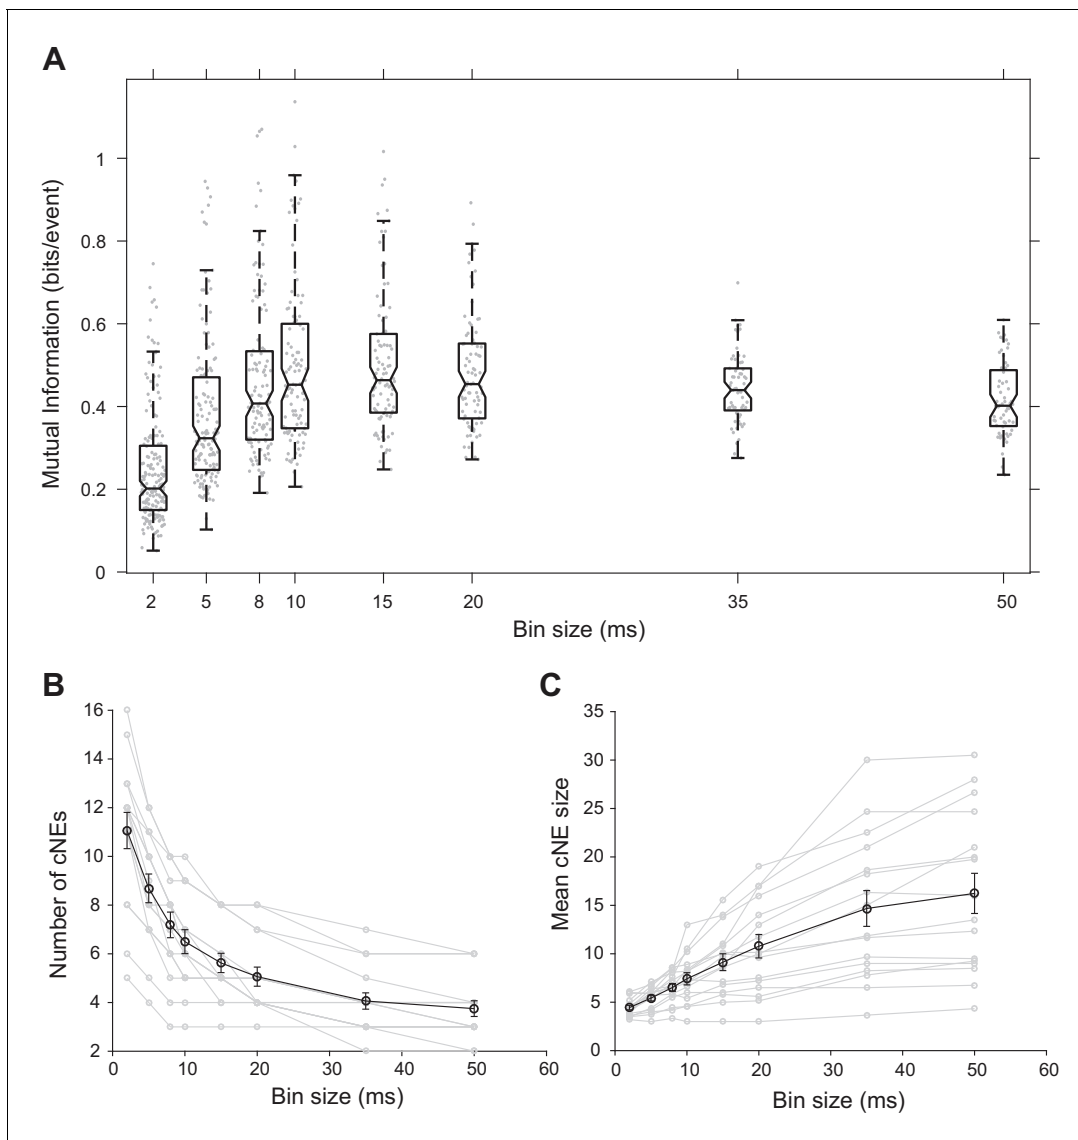 A
Mutual Information (bits/event)
1
0.8
0.6
0.4
0.2
0
2 5 8 10 15 20 35 50
Bin size (ms)
B
Number of cNEs
16
14
12
10
8
6
4
2
0 10 20 30 40 50 60
Bin size (ms)
C
Mean cNE size
35
30
25
20
15
10
5
0
0 10 20 30 40 50 60
Bin size (ms)